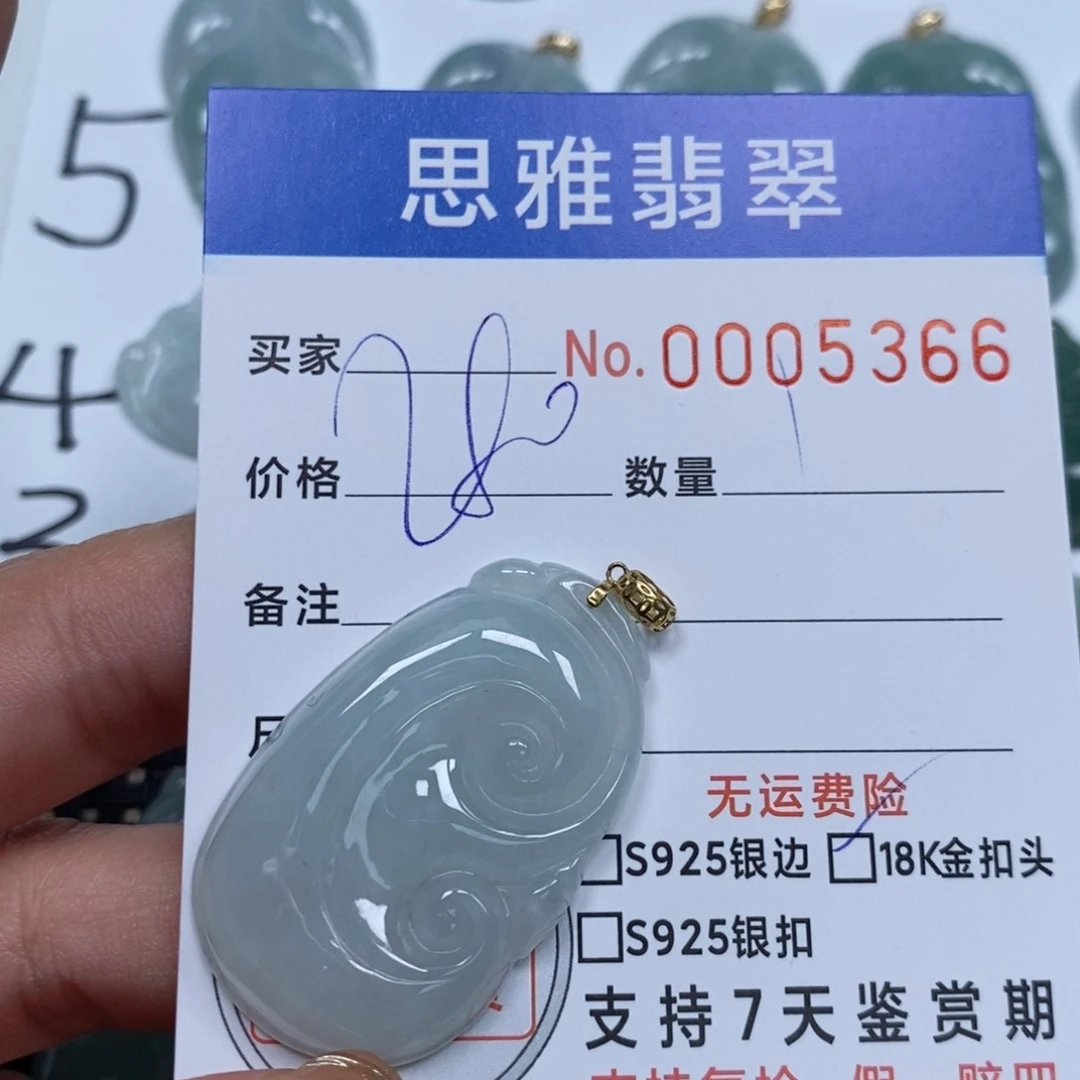 思雅翡翠
5
买家 No. 0005366
4
价格 数量 1
3
备注
无运费险
S925银边 18K金扣头
S925银扣
支持7天鉴赏期